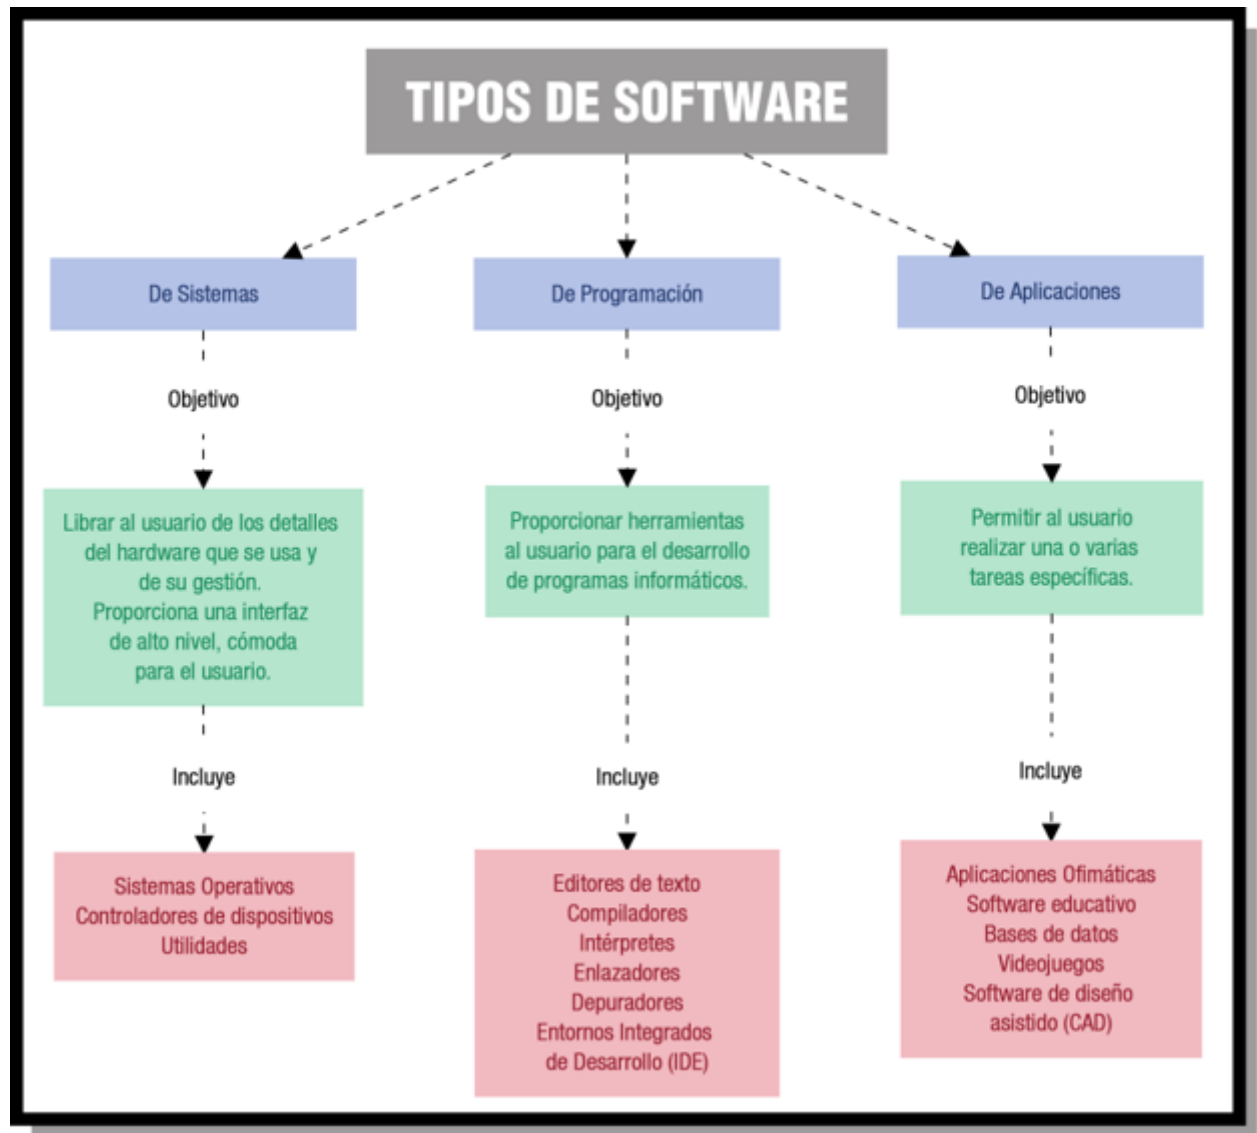 TIPOS DE SOFTWARE
De Sistemas
Objetivo
Librar al usuario de los detalles
del hardware que se usa y
de su gestión.
Proporciona una interfaz
de alto nivel, cómoda
para el usuario.
Incluye
Sistemas Operativos
Controladores de dispositivos
Utilidades
De Programación
Objetivo
Proporcionar herramientas
al usuario para el desarrollo
de programas informáticos.
Incluye
Editores de texto
Compiladores
Intérpretes
Enlazadores
Depuradores
Entornos Integrados
de Desarrollo (IDE)
De Aplicaciones
Objetivo
Permitir al usuario
realizar una o varias
tareas específicas.
Incluye
Aplicaciones Ofimáticas
Software educativo
Bases de datos
Videojuegos
Software de diseño
asistido (CAD)